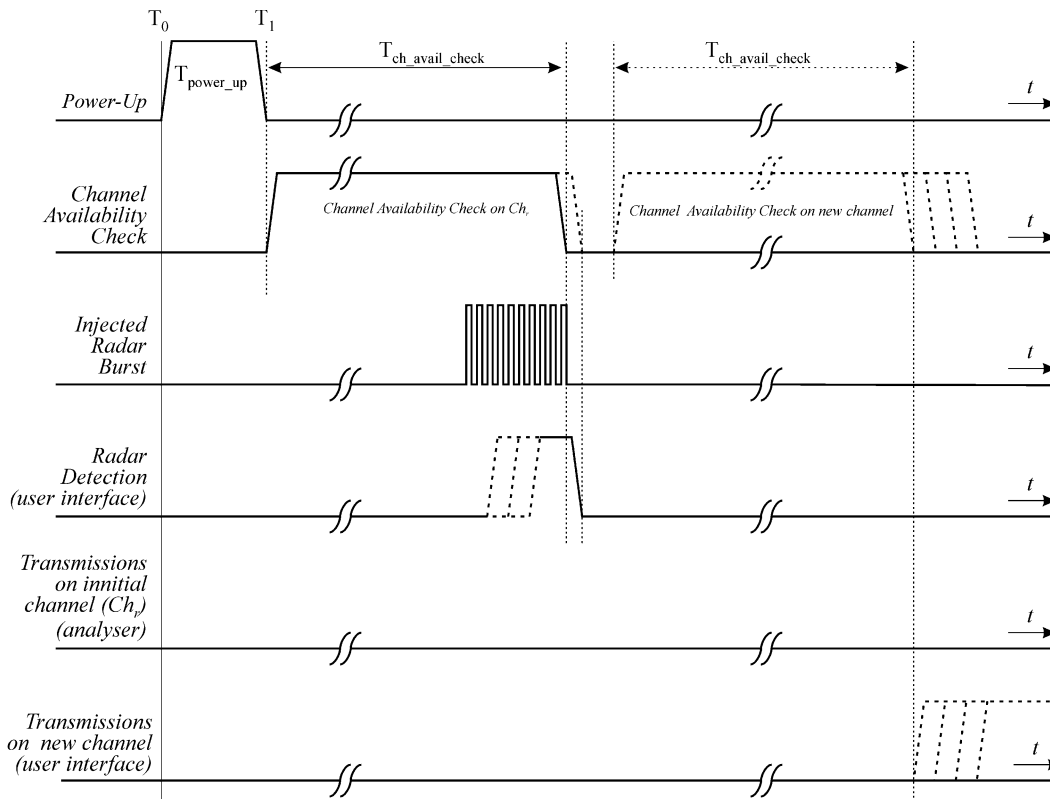 T0 T1
Tch_avail_check Tch_avail_check
Tpower_up
Power-Up
t
Channel
Availability
Check
Channel Availability Check on Chr
Channel Availability Check on new channel
t
Injected
Radar
Burst
t
Radar
Detection
(user interface)
t
Transmissions
on innitial
channel (Chr)
(analyser)
t
Transmissions
on new channel
(user interface)
t